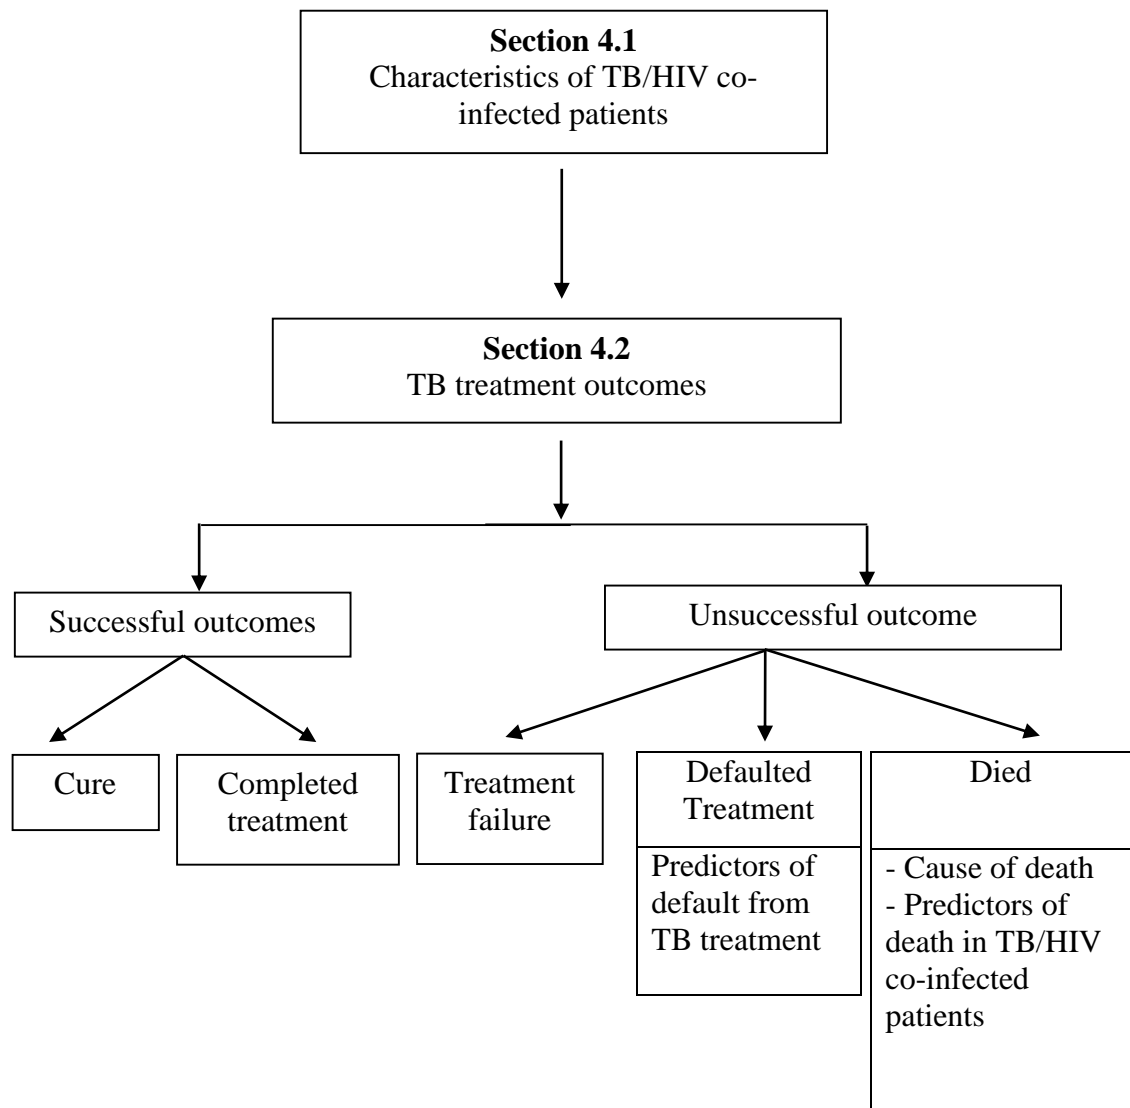 Section 4.1
Characteristics of TB/HIV co-
infected patients
Section 4.2
TB treatment outcomes
Successful outcomes
Unsuccessful outcome
Cure
Completed
treatment
Treatment
failure
Defaulted
Treatment
Predictors of
default from
TB treatment
Died
- Cause of death
- Predictors of
death in TB/HIV
co-infected
patients